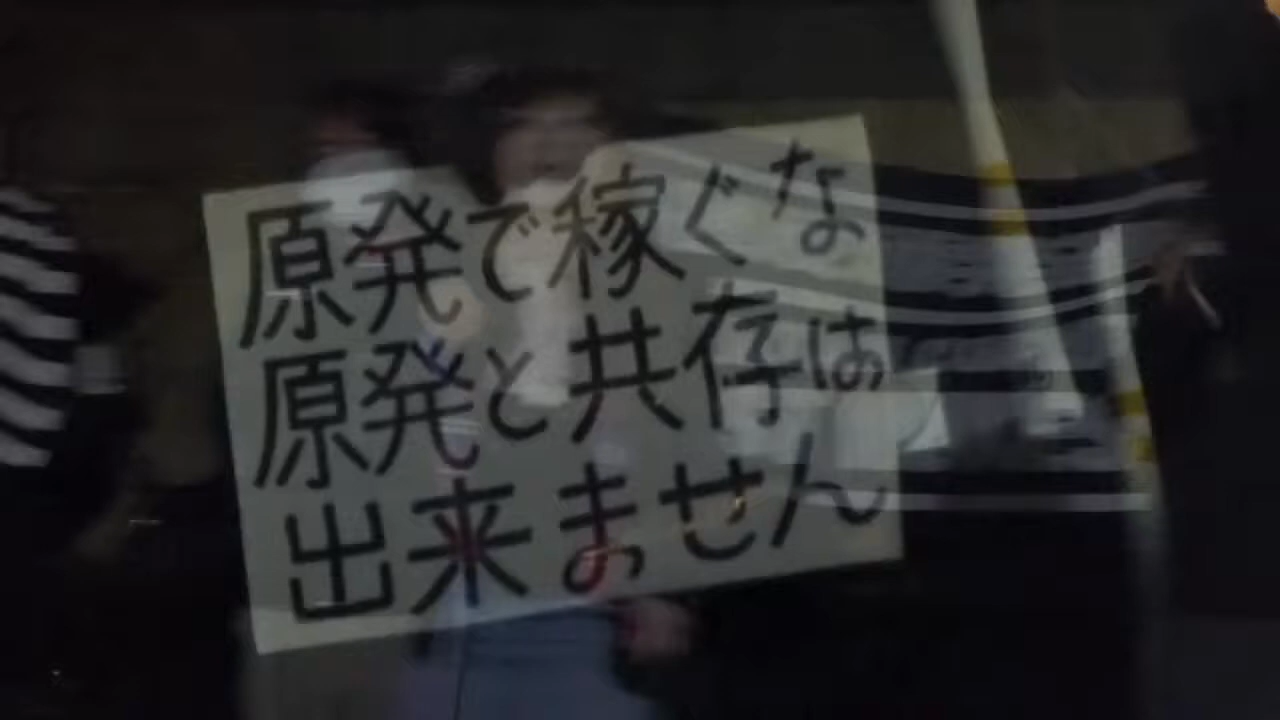 原発で稼ぐな
原発と共存は
出来ません